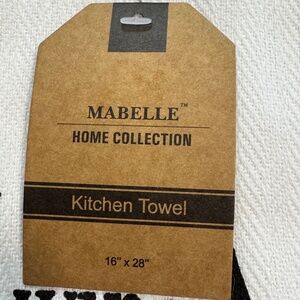 MABELLE™
HOME COLLECTION
Kitchen Towel
16" x 28"